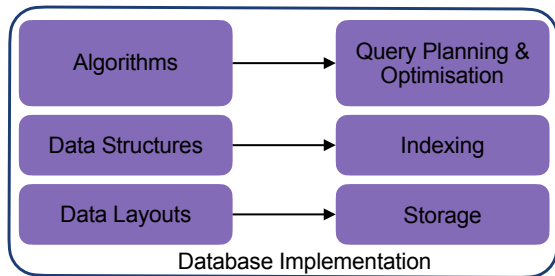 Algorithms
Query Planning &
Optimisation
Data Structures
Indexing
Data Layouts
Storage
Database Implementation